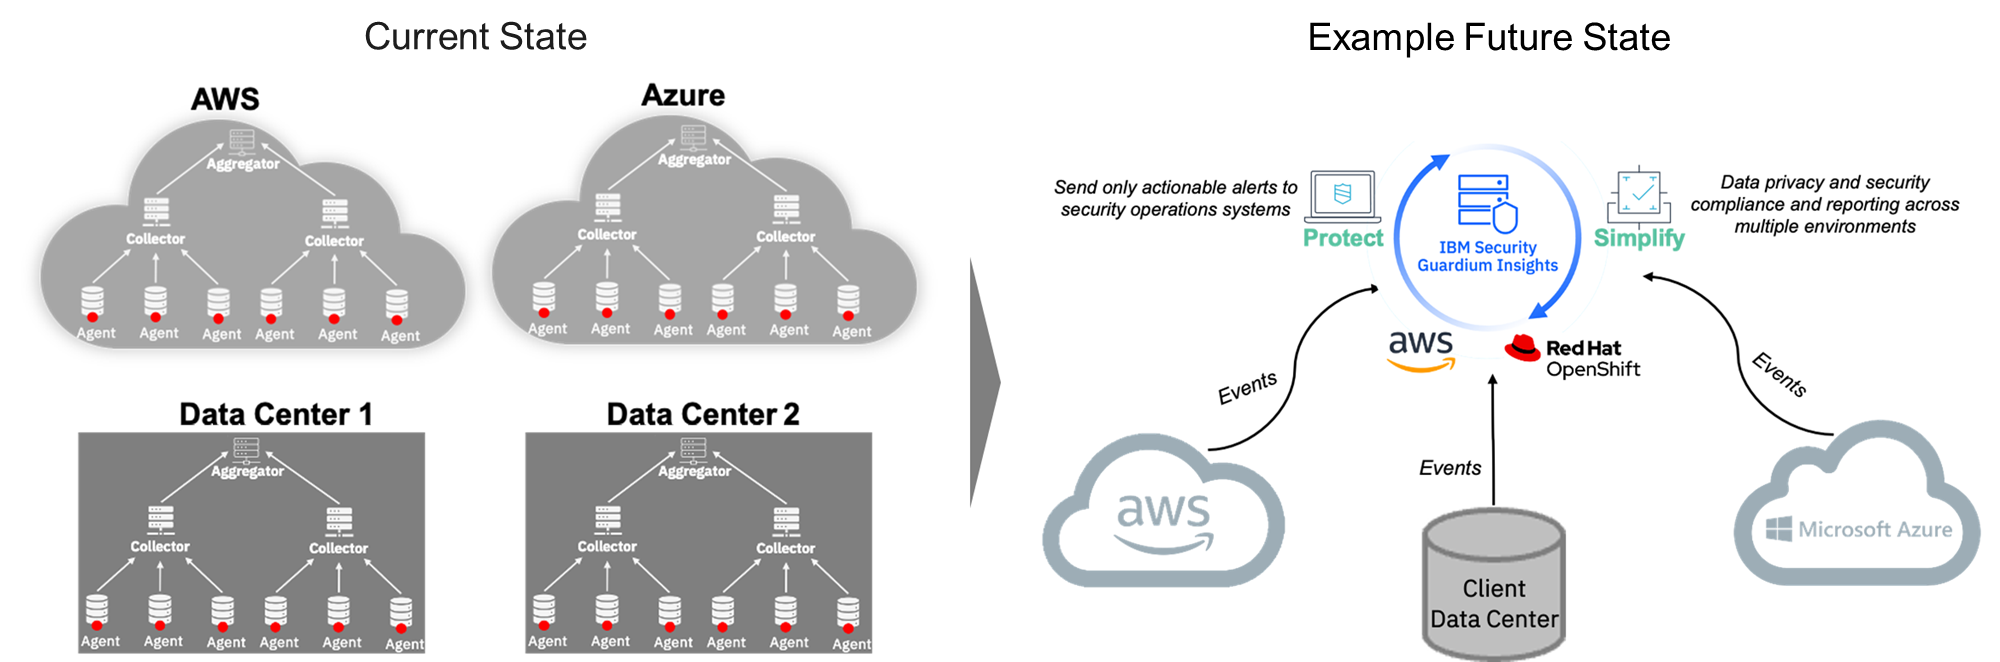 Current State
Example Future State
AWS
Aggregator
Collector
Collector
Agent
Agent
Agent
Agent
Agent
Agent
Azure
Aggregator
Collector
Collector
Agent
Agent
Agent
Agent
Agent
Agent
Data Center 1
Aggregator
Collector
Collector
Agent
Agent
Agent
Agent
Agent
Agent
Data Center 2
Aggregator
Collector
Collector
Agent
Agent
Agent
Agent
Agent
Agent
Send only actionable alerts to
security operations systems
Protect
IBM Security
Guardium Insights
Simplify
Data privacy and security
compliance and reporting across
multiple environments
aws
Red Hat
OpenShift
Events
Events
Events
aws
Client
Data Center
Microsoft Azure